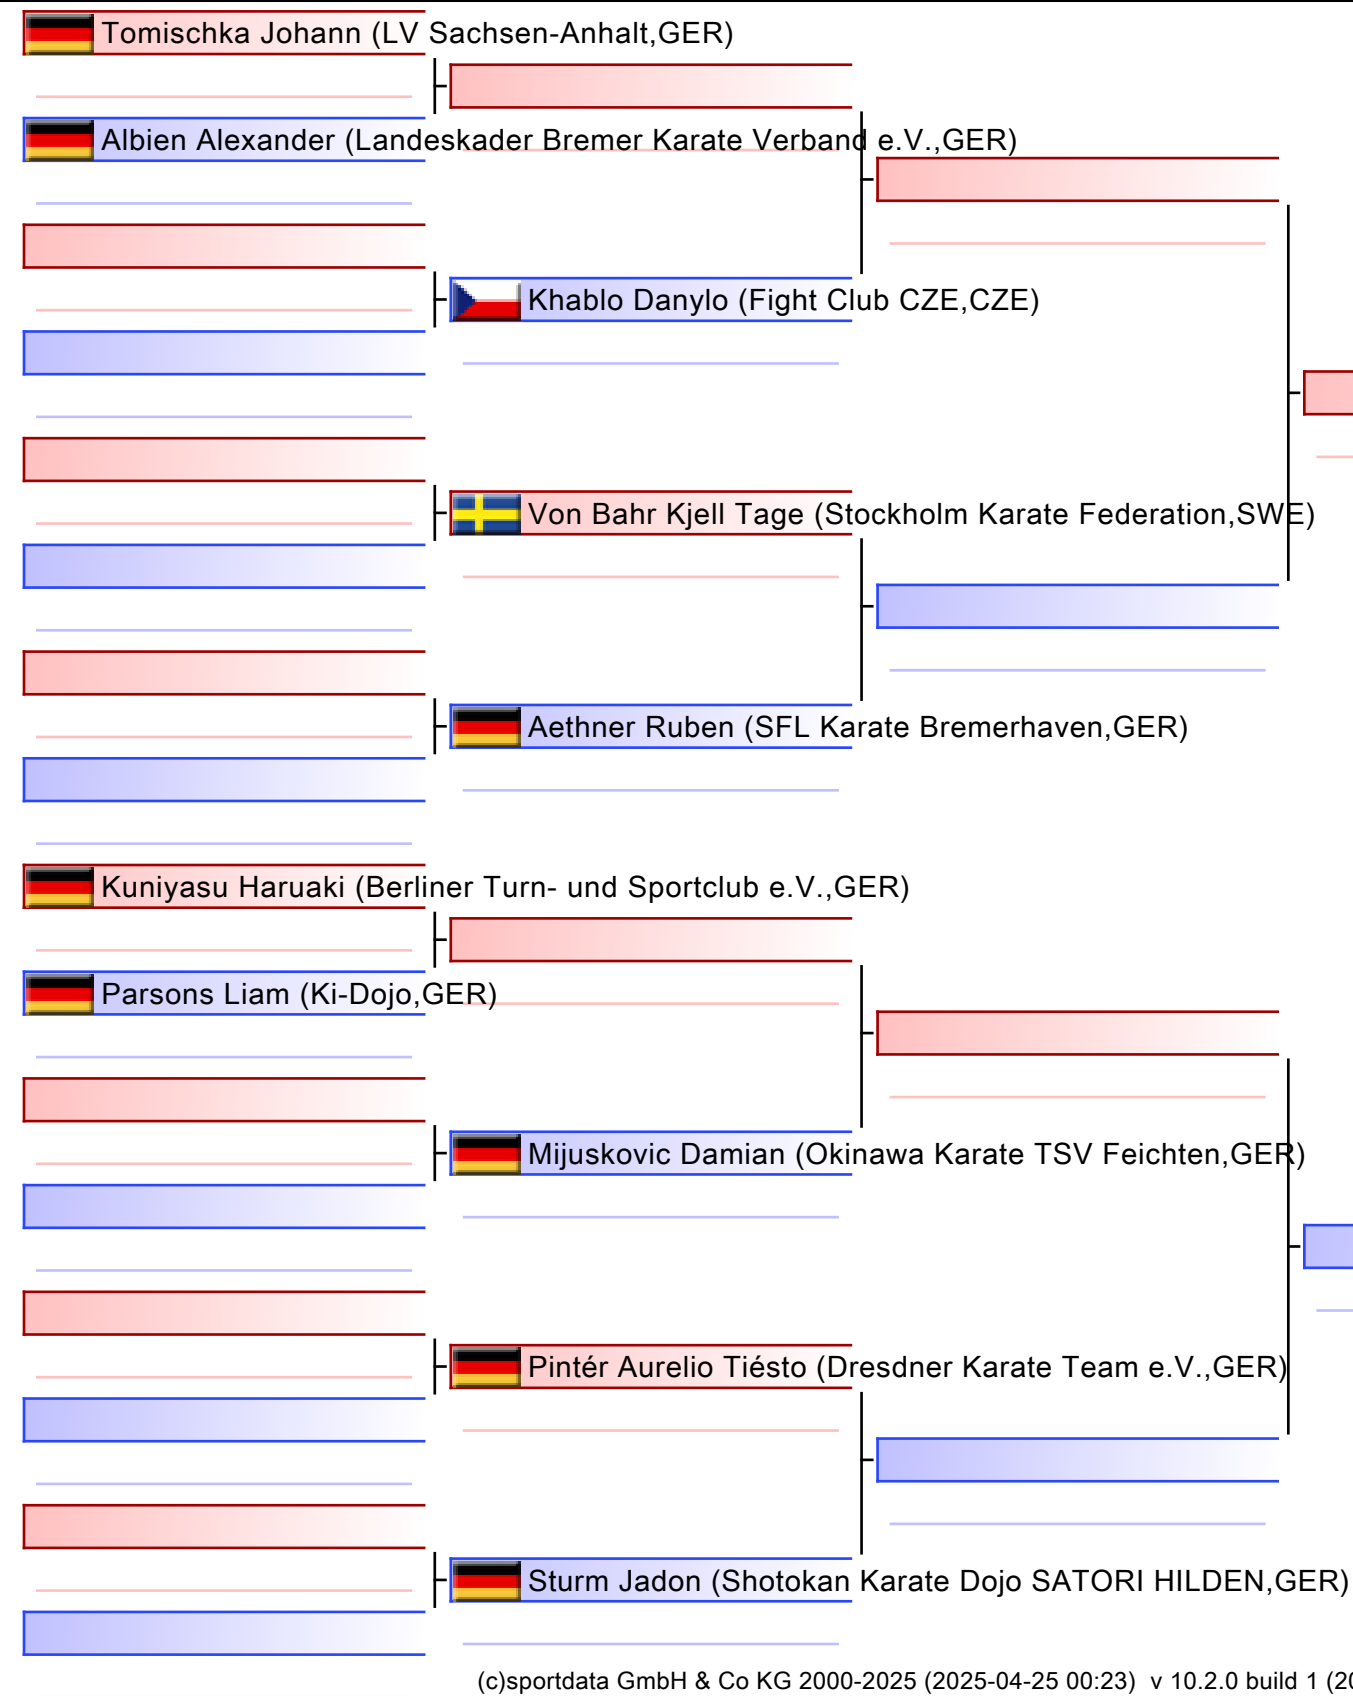 Tomischka Johann (LV Sachsen-Anhalt,GER)
Albien Alexander (Landeskader Bremer Karate Verband e.V.,GER)
Khablo Danylo (Fight Club CZE,CZE)
Von Bahr Kjell Tage (Stockholm Karate Federation,SWE)
Aethner Ruben (SFL Karate Bremerhaven,GER)
Kuniyasu Haruaki (Berliner Turn- und Sportclub e.V.,GER)
Parsons Liam (Ki-Dojo,GER)
Mijuskovic Damian (Okinawa Karate TSV Feichten,GER)
Pintér Aurelio Tiésto (Dresdner Karate Team e.V.,GER)
Sturm Jadon (Shotokan Karate Dojo SATORI HILDEN,GER)
(c)sportdata GmbH & Co KG 2000-2025 (2025-04-25 00:23) v 10.2.0 build 1 (20